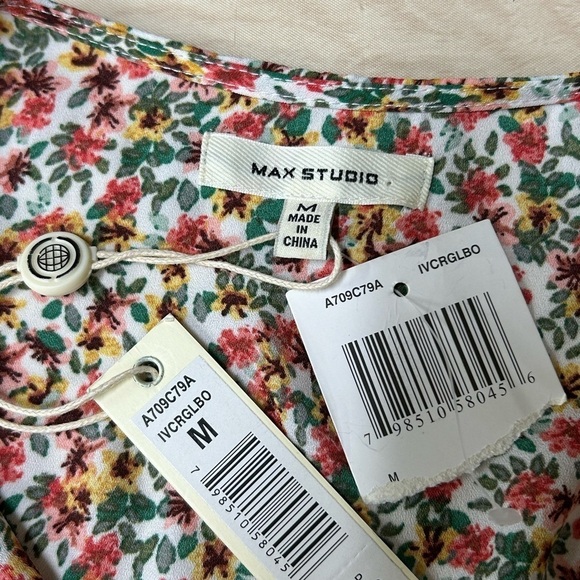 MAX STUDIO
M
MADE
IN
CHINA
A709C79A
IVCRGLBO
7 98510 58045 6
M
A709C79A
IVCRGLBO
M
7 98510 58045